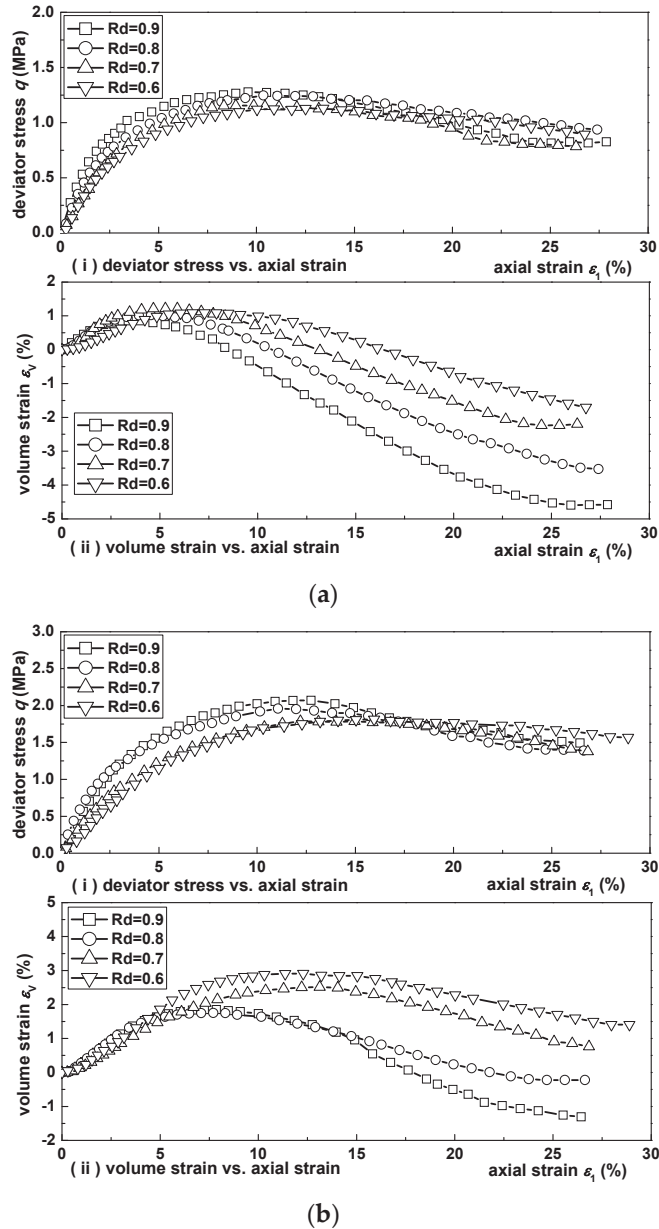 2.0
1.5
1.0
0.5
0.0
deviator stress q (MPa)
Rd=0.9
Rd=0.8
Rd=0.7
Rd=0.6
0 5 10 15 20 25 30
( i ) deviator stress vs. axial strain axial strain ε₁ (%)
2
1
0
-1
-2
-3
-4
-5
volume strain εᵥ (%)
Rd=0.9
Rd=0.8
Rd=0.7
Rd=0.6
0 5 10 15 20 25 30
( ii ) volume strain vs. axial strain axial strain ε₁ (%)
(a)
3.0
2.5
2.0
1.5
1.0
0.5
0.0
deviator stress q (MPa)
Rd=0.9
Rd=0.8
Rd=0.7
Rd=0.6
0 5 10 15 20 25 30
( i ) deviator stress vs. axial strain axial strain ε₁ (%)
5
4
3
2
1
0
-1
-2
volume strain εᵥ (%)
Rd=0.9
Rd=0.8
Rd=0.7
Rd=0.6
0 5 10 15 20 25 30
( ii ) volume strain vs. axial strain axial strain ε₁ (%)
(b)